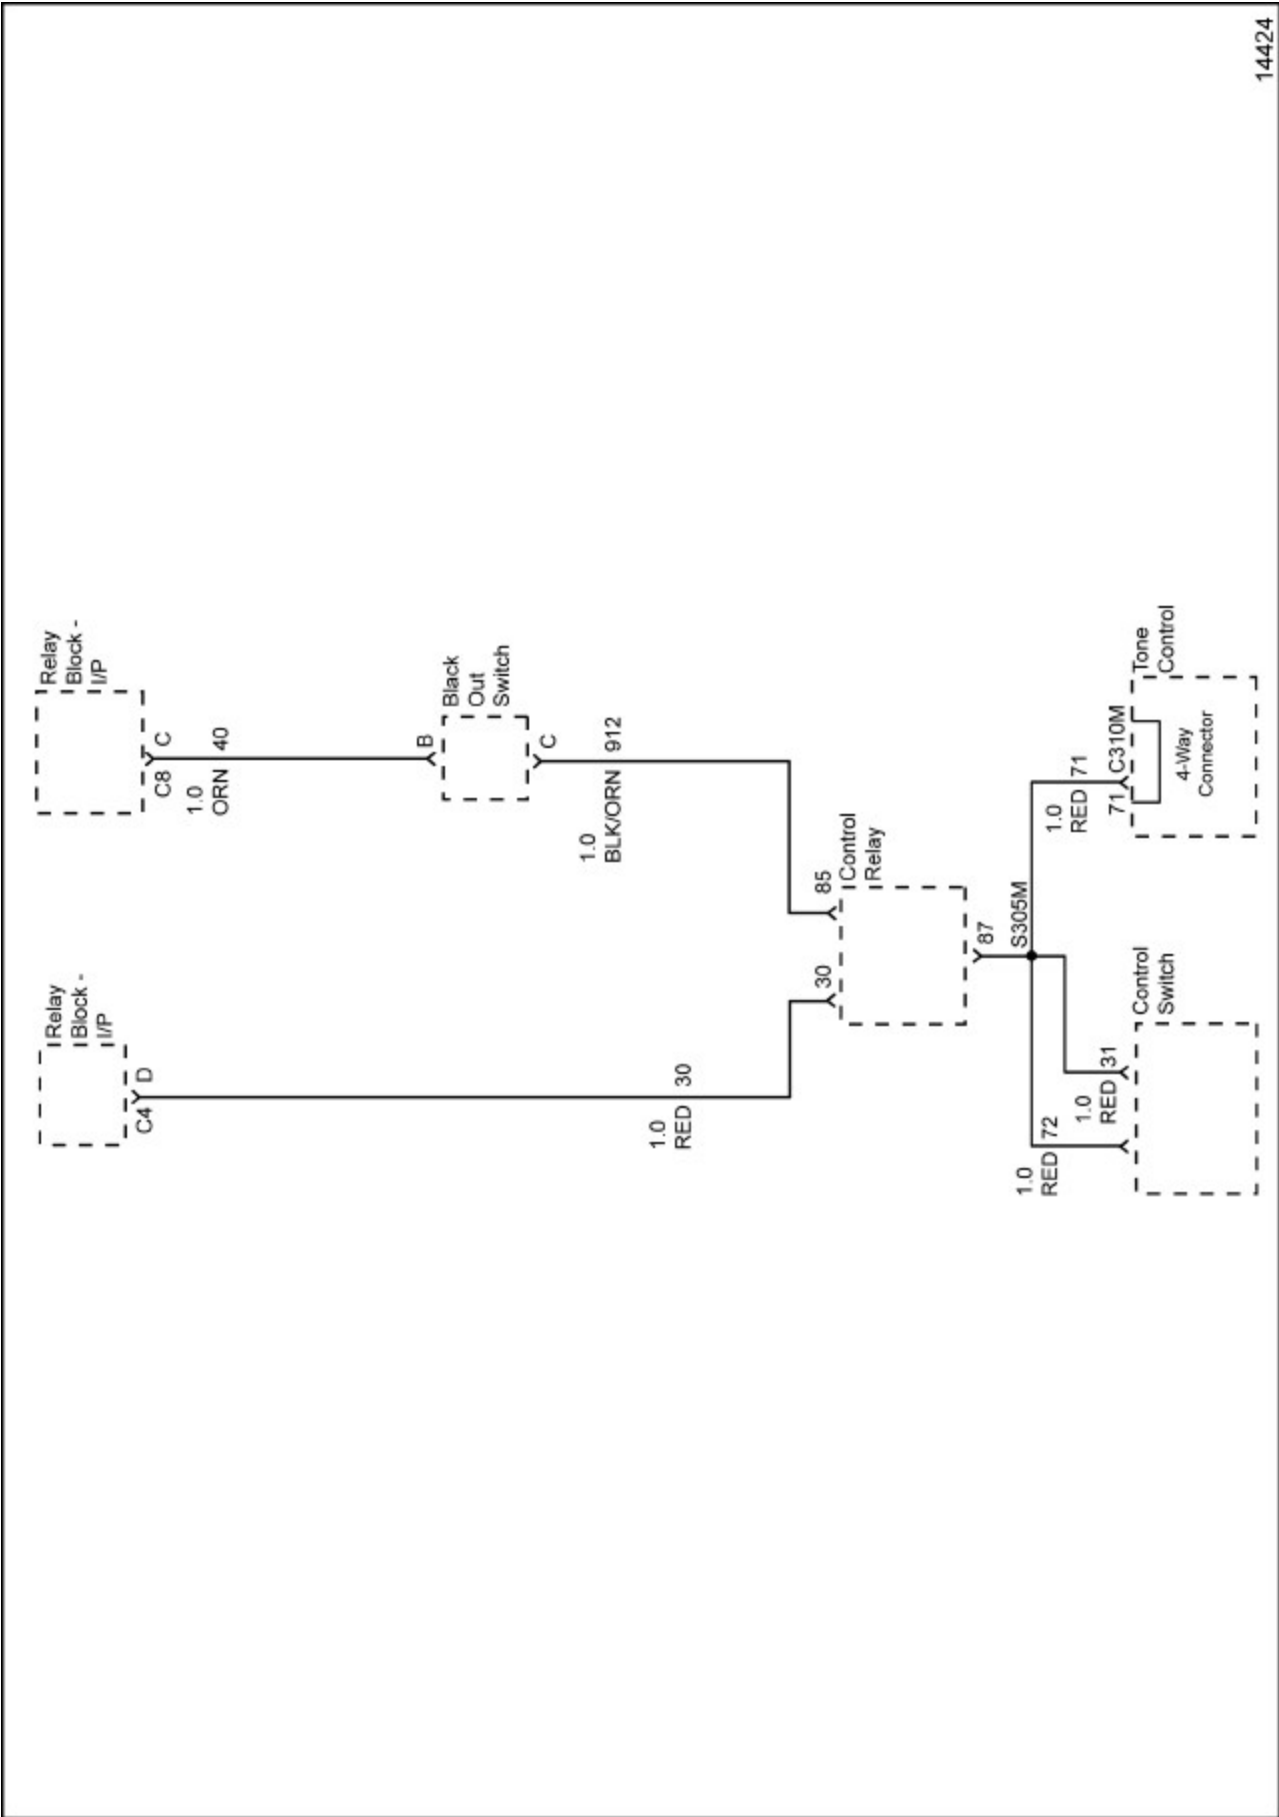 14424
Relay
Block -
I/P
C8 C
1.0
ORN 40
B
Black
Out
Switch
C
1.0
BLK/ORN 912
Relay
Block -
I/P
C4 D
1.0
RED 30
30
85
Control
Relay
87
S305M
1.0
RED 72
1.0
RED 31
Control
Switch
1.0
RED 71
71 C310M
Tone
Control
4-Way
Connector